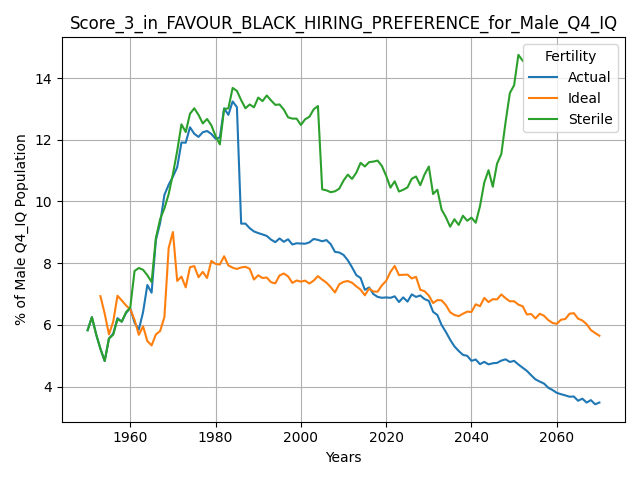 Score_3_in_FAVOUR_BLACK_HIRING_PREFERENCE_for_Male_Q4_IQ
Fertility
Actual
Ideal
Sterile
% of Male Q4_IQ Population
14
12
10
8
6
4
1960 1980 2000 2020 2040 2060
Years